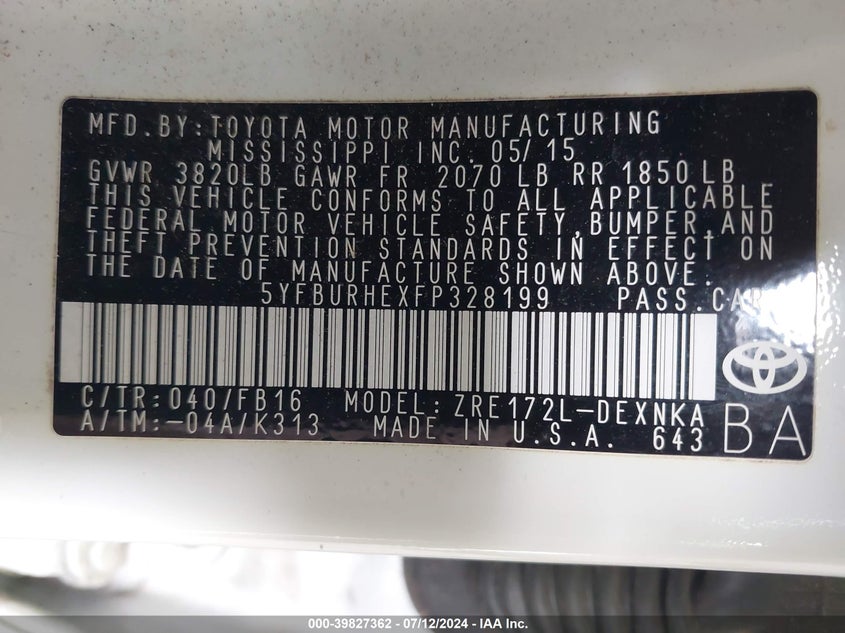 MFD.BY:TOYOTA MOTOR MANUFACTURING
MISSISSIPPI INC. 05/15
GVWR 3820LB GAWR FR 2070 LB RR 1850 LB
THIS VEHICLE CONFORMS TO ALL APPLICABLE
FEDERAL MOTOR VEHICLE SAFETY,BUMPER,AND
THEFT PREVENTION STANDARDS IN EFFECT ON
THE DATE OF MANUFACTURE SHOWN ABOVE.
5YFBURHEXFP328199 PASS.CAR
C/TR:040/FB16 MODEL:ZRE172L-DEXNKA
A/TM:-04A/K313 MADE IN U.S.A. 643 BA
000-39827362 - 07/12/2024 - IAA Inc.